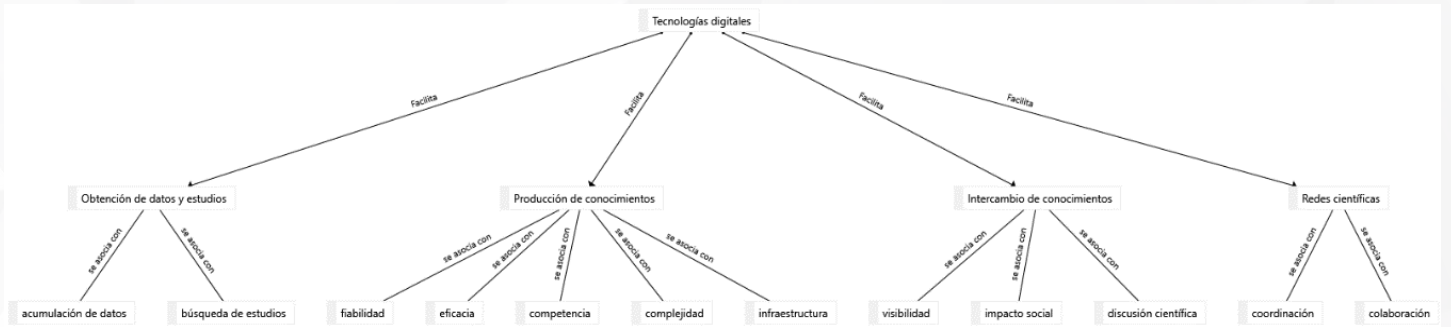 Tecnologías digitales
Facilita
Facilita
Facilita
Facilita
Obtención de datos y estudios
Producción de conocimientos
Intercambio de conocimientos
Redes científicas
se asocia con
se asocia con
se asocia con
se asocia con
se asocia con
se asocia con
se asocia con
se asocia con
se asocia con
se asocia con
se asocia con
se asocia con
acumulación de datos
búsqueda de estudios
fiabilidad
eficacia
competencia
complejidad
infraestructura
visibilidad
impacto social
discusión científica
coordinación
colaboración